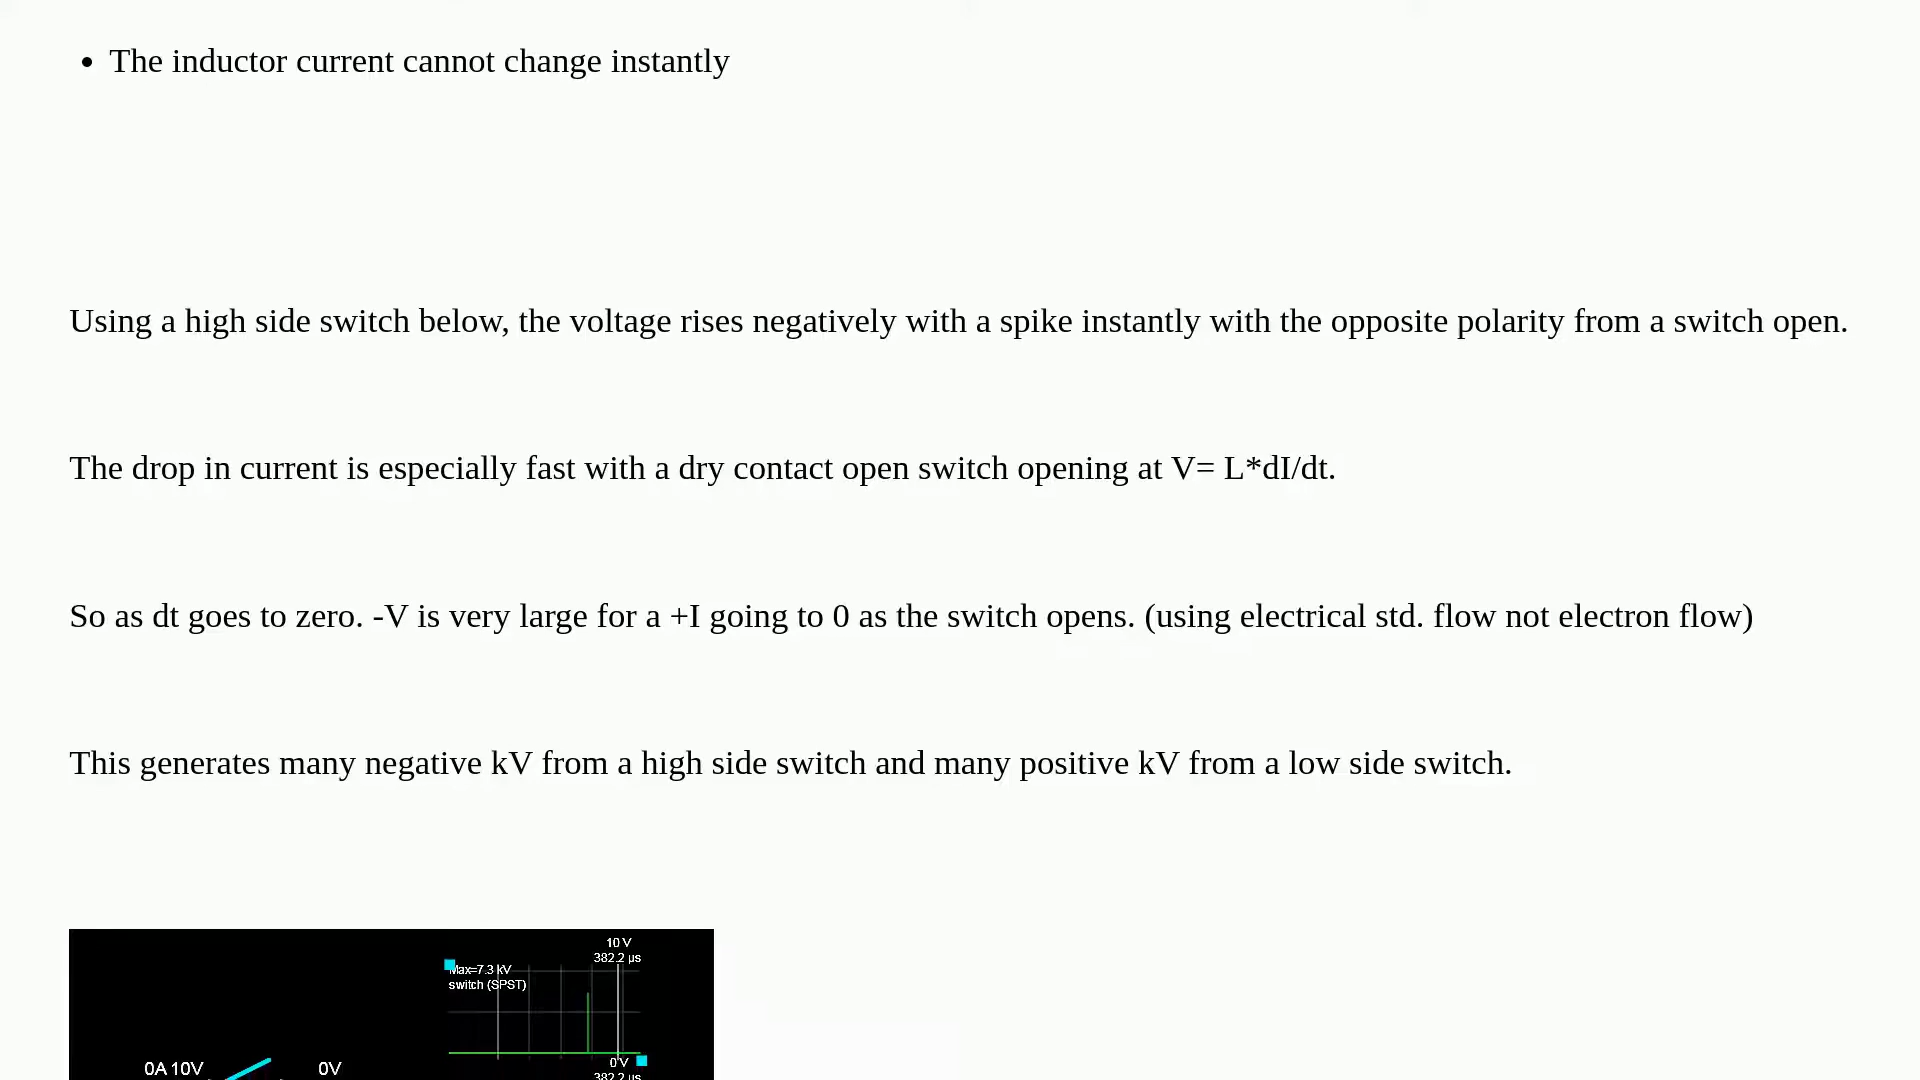 • The inductor current cannot change instantly
Using a high side switch below, the voltage rises negatively with a spike instantly with the opposite polarity from a switch open.
The drop in current is especially fast with a dry contact open switch opening at V= L*dI/dt.
So as dt goes to zero. -V is very large for a +I going to 0 as the switch opens. (using electrical std. flow not electron flow)
This generates many negative kV from a high side switch and many positive kV from a low side switch.
10 V
382.2 µs
Max=7.3 kV
switch (SPST)
0V
0A 10V 0V
382.2 µs